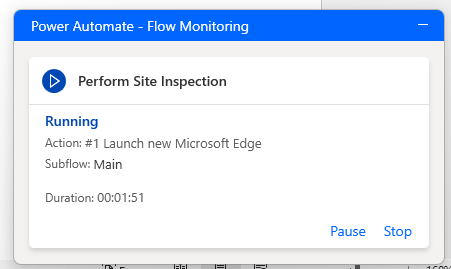 Power Automate - Flow Monitoring
Perform Site Inspection
Running
Action: #1 Launch new Microsoft Edge
Subflow: Main
Duration: 00:01:51
Pause Stop